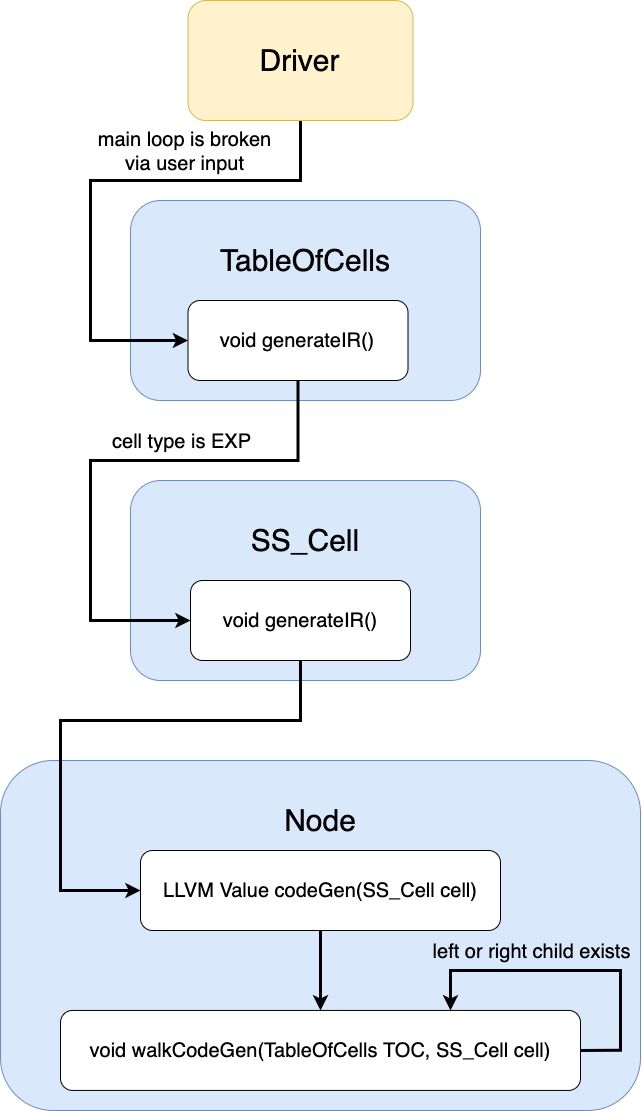 Driver
main loop is broken
via user input
TableOfCells
void generateIR()
cell type is EXP
SS_Cell
void generateIR()
Node
LLVM Value codeGen(SS_Cell cell)
left or right child exists
void walkCodeGen(TableOfCells TOC, SS_Cell cell)